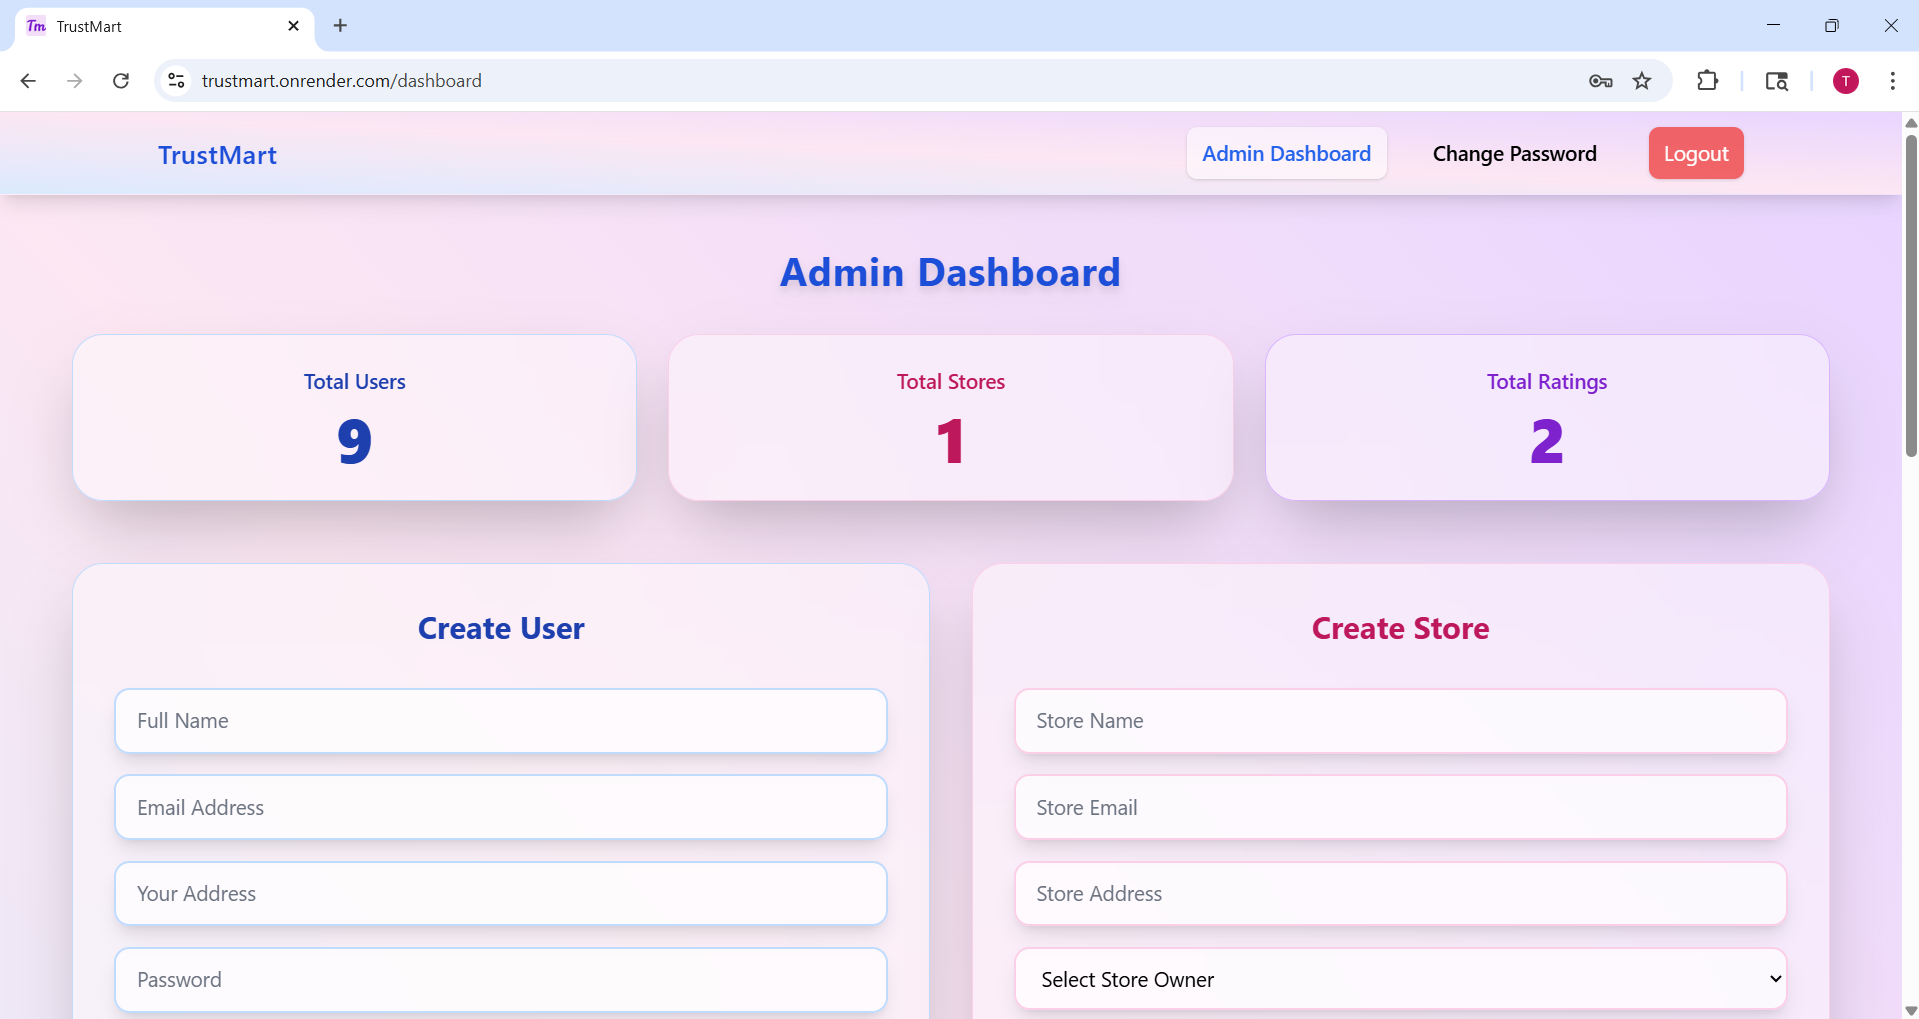 Tm TrustMart
trustmart.onrender.com/dashboard
T
TrustMart
Admin Dashboard
Change Password
Logout
Admin Dashboard
Total Users
9
Total Stores
1
Total Ratings
2
Create User
Full Name
Email Address
Your Address
Password
Create Store
Store Name
Store Email
Store Address
Select Store Owner